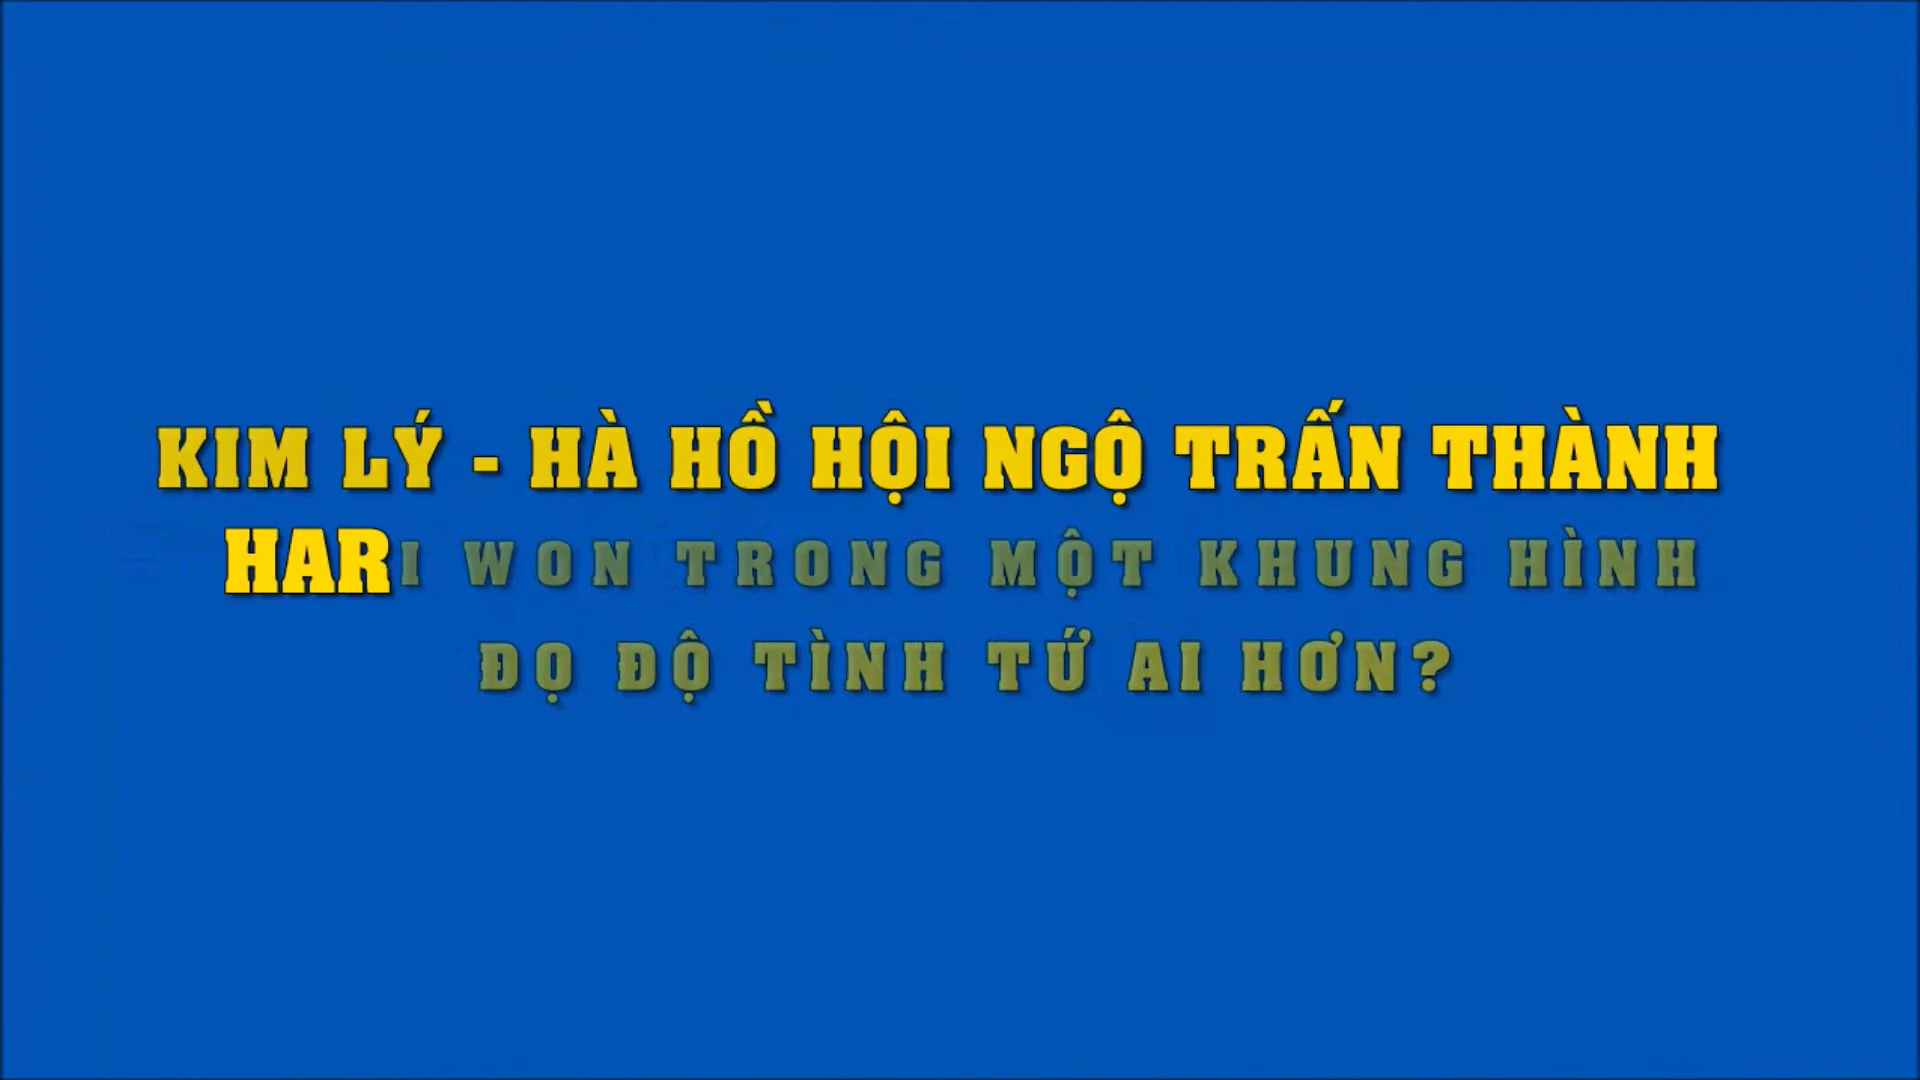 KIM LÝ - HÀ HỒ HỘI NGỘ TRẤN THÀNH
HARI WON TRONG MỘT KHUNG HÌNH
ĐỌ ĐỘ TÌNH TỨ AI HƠN?